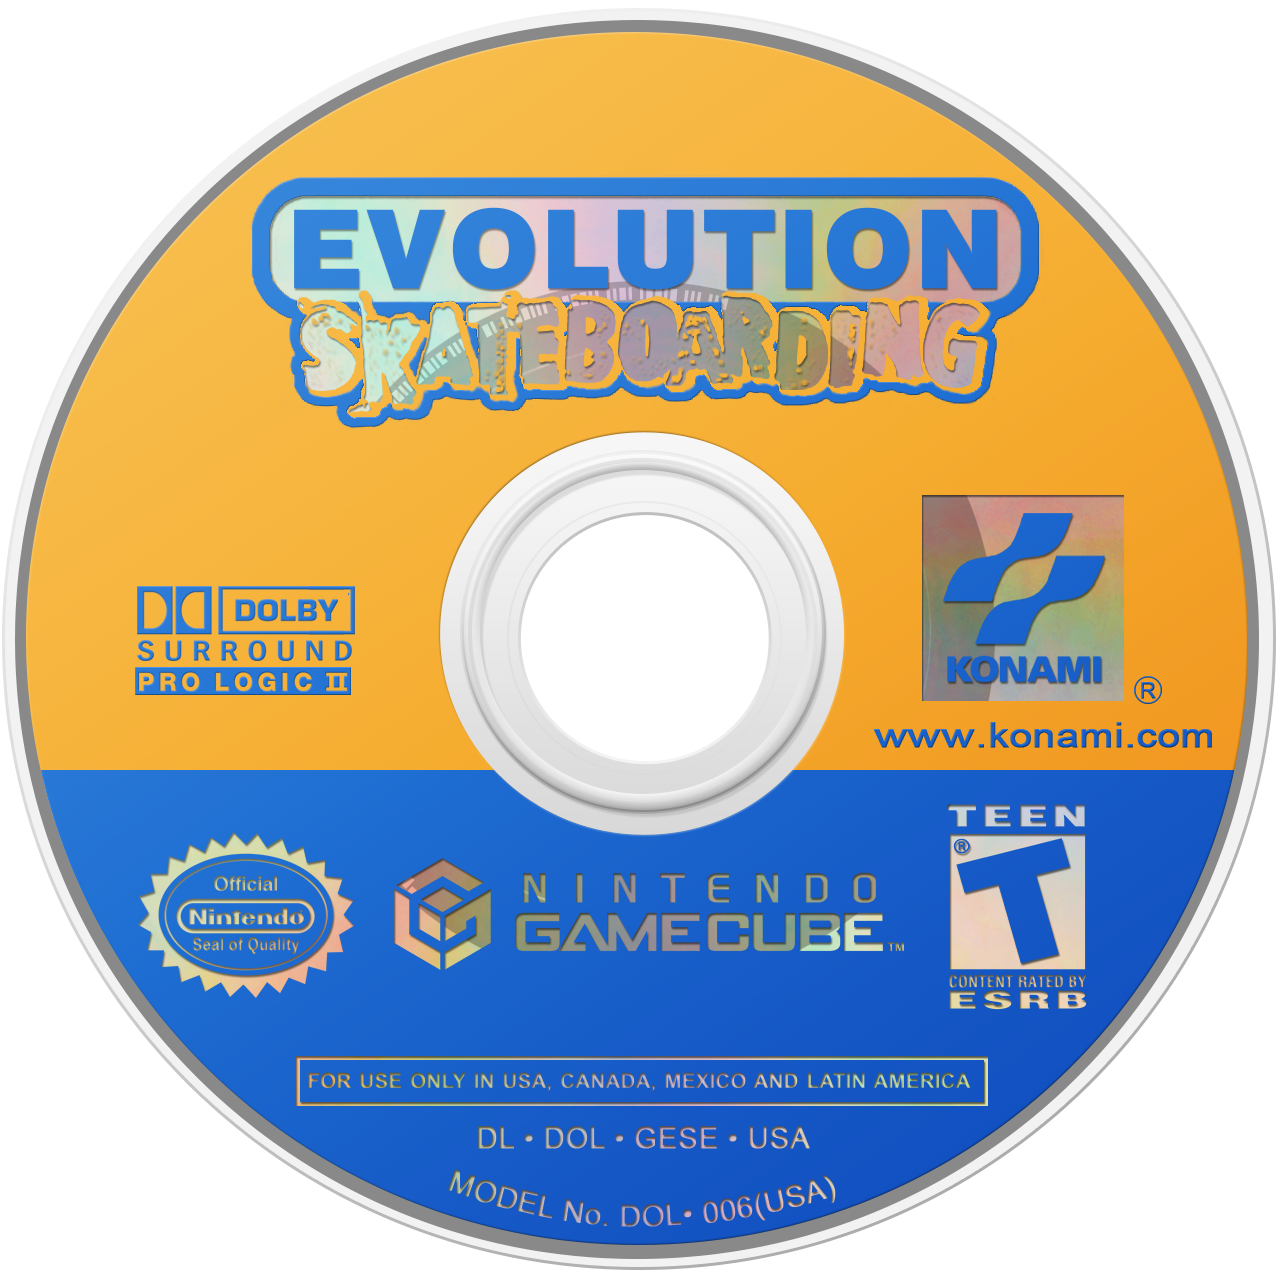 EVOLUTION
SKATEBOARDING
DOLBY
SURROUND
PRO LOGIC II
KONAMI
®
www.konami.com
Official
Nintendo
Seal of Quality
NINTENDO
GAMECUBE™
TEEN
®
T
CONTENT RATED BY
ESRB
FOR USE ONLY IN USA, CANADA, MEXICO AND LATIN AMERICA
DL • DOL • GESE • USA
MODEL No. DOL • 006(USA)